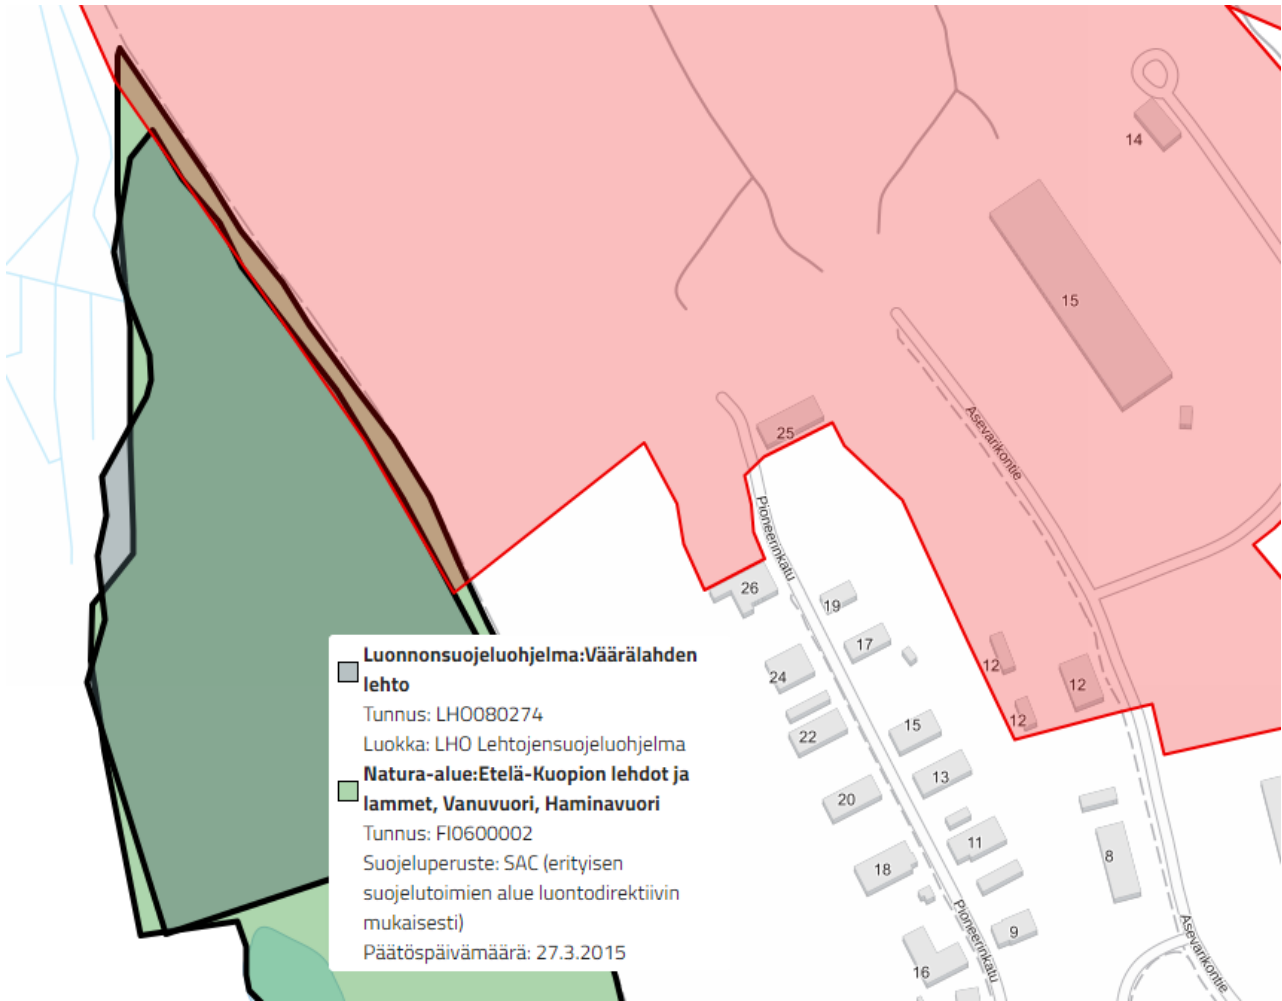 14
15
25
Asevarikontie
Pioneerinkatu
26
19
17
12
24
12
12
22
15
13
20
11
18
8
9
16
Pioneerinkatu
Asevarikontie
Luonnonsuojeluohjelma:Väärälahden
lehto
Tunnus: LHO080274
Luokka: LHO Lehtojensuojeluohjelma
Natura-alue:Etelä-Kuopion lehdot ja
lammet, Vanuvuori, Haminavuori
Tunnus: FI0600002
Suojeluperuste: SAC (erityisen
suojelutoimien alue luontodirektiivin
mukaisesti)
Päätöspäivämäärä: 27.3.2015